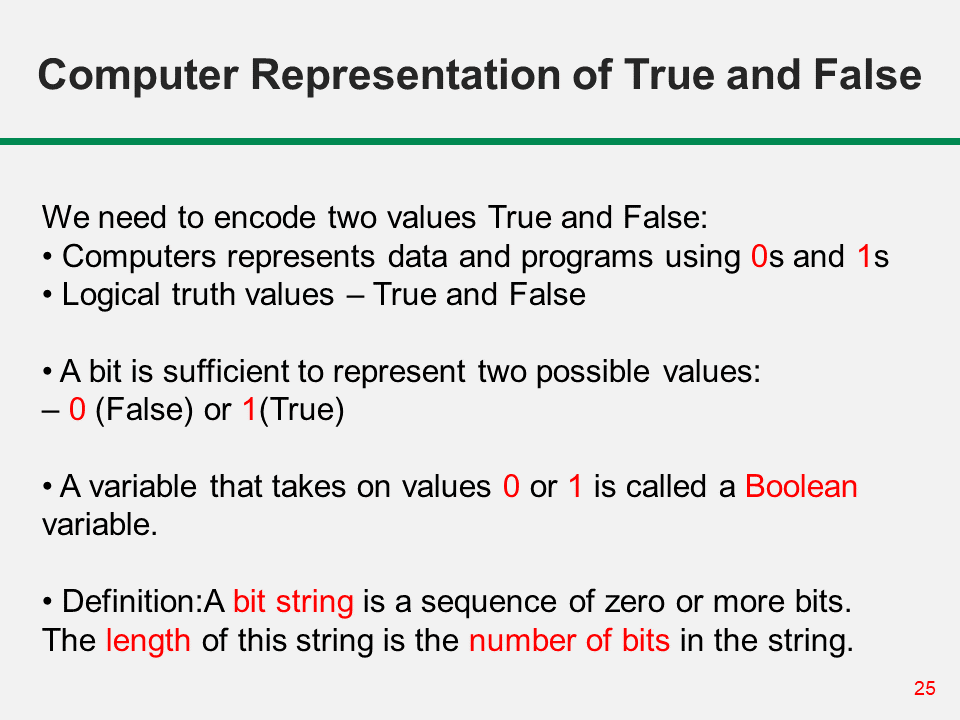 Computer Representation of True and False
We need to encode two values True and False:
• Computers represents data and programs using 0s and 1s
• Logical truth values – True and False
• A bit is sufficient to represent two possible values:
– 0 (False) or 1(True)
• A variable that takes on values 0 or 1 is called a Boolean
variable.
• Definition:A bit string is a sequence of zero or more bits.
The length of this string is the number of bits in the string.
25